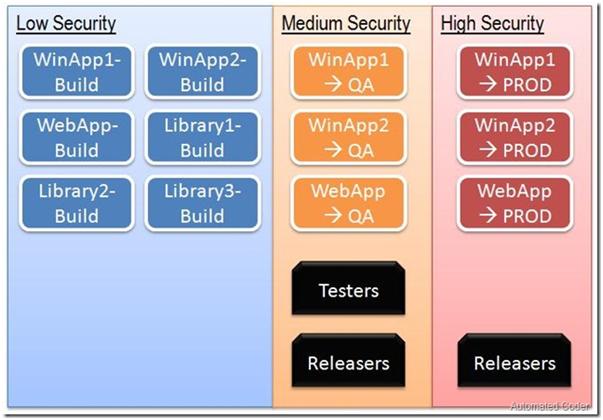 Low Security
WinApp1-
Build
WinApp2-
Build
WebApp-
Build
Library1-
Build
Library2-
Build
Library3-
Build
Medium Security
WinApp1
→ QA
WinApp2
→ QA
WebApp
→ QA
Testers
Releasers
High Security
WinApp1
→ PROD
WinApp2
→ PROD
WebApp
→ PROD
Releasers
Automated Coder